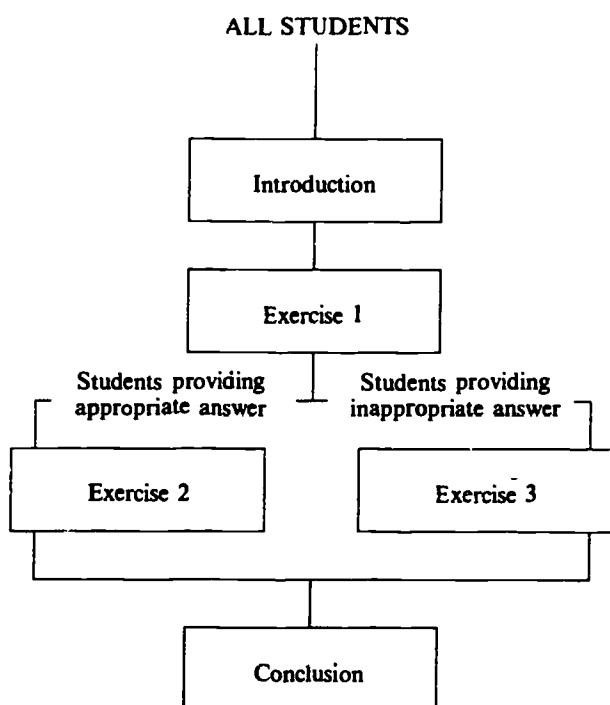 ALL STUDENTS
Introduction
Exercise 1
Students providing
appropriate answer
Students providing
inappropriate answer
Exercise 2
Exercise 3
Conclusion